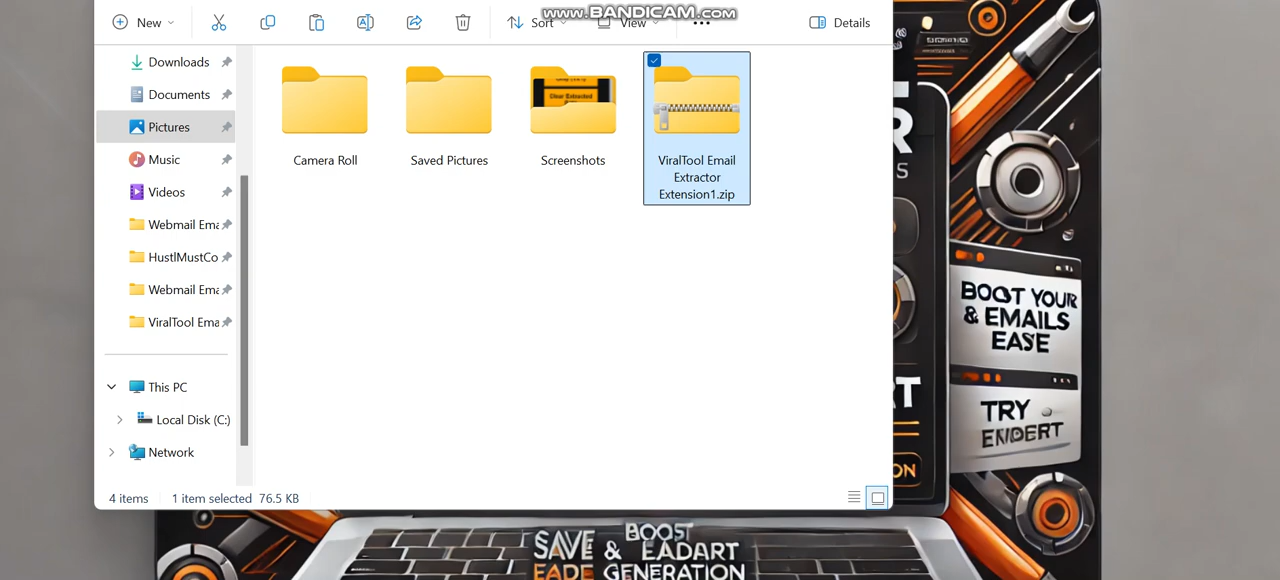 www.BANDICAM.com
New
Sort
View
Details
Downloads
Documents
Pictures
Music
Videos
Webmail Ema
HustlMustCo
Webmail Ema
ViralTool Ema
This PC
Local Disk (C:)
Network
Camera Roll
Saved Pictures
Screenshots
ViralTool Email
Extractor
Extension1.zip
4 items
1 item selected
76.5 KB
R
S
BOOT YOUR
& EMAILS
EASE
TRY
ENDERT
RT
ON
SAVE &
BOOST
EADART
EADE GENERATION